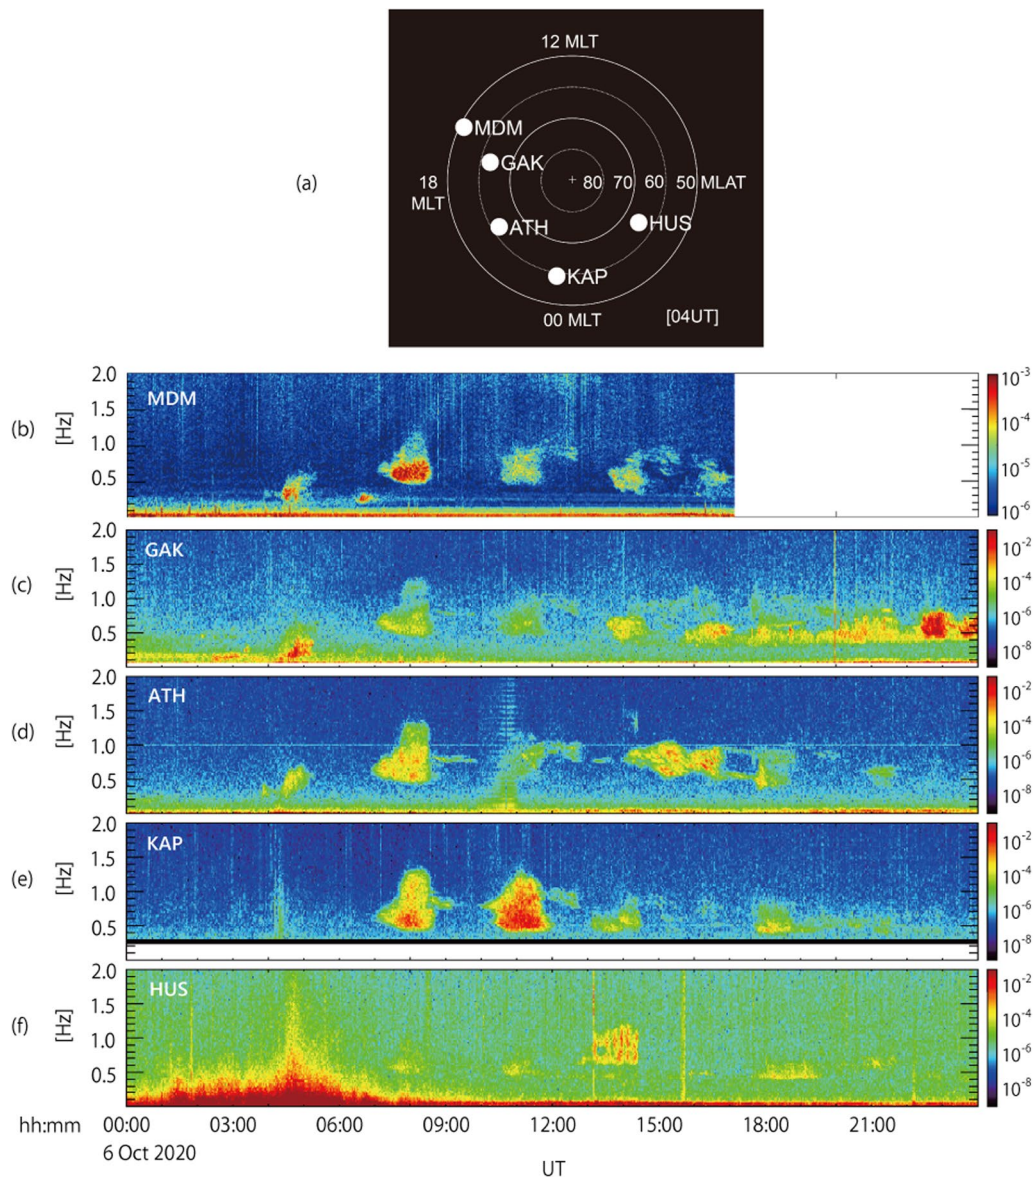 (a)
12 MLT
MDM
GAK
18
MLT
80 70 60 50 MLAT
ATH
HUS
KAP
00 MLT
[04UT]
(b)
[Hz]
2.0
1.5
1.0
0.5
MDM
10-3
10-4
10-5
10-6
(c)
[Hz]
2.0
1.5
1.0
0.5
GAK
10-2
10-4
10-6
10-8
(d)
[Hz]
2.0
1.5
1.0
0.5
ATH
10-2
10-4
10-6
10-8
(e)
[Hz]
2.0
1.5
1.0
0.5
KAP
10-2
10-4
10-6
10-8
(f)
[Hz]
2.0
1.5
1.0
0.5
HUS
10-2
10-4
10-6
10-8
hh:mm 00:00 03:00 06:00 09:00 12:00 15:00 18:00 21:00
6 Oct 2020
UT